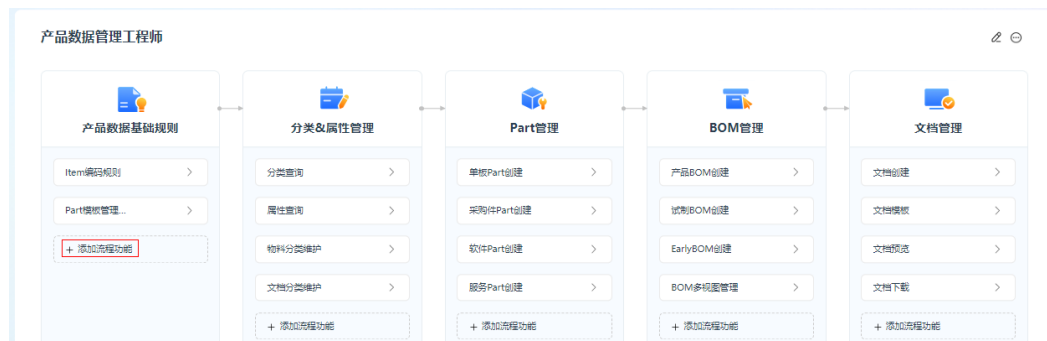 产品数据管理工程师
产品数据基础规则
Item编码规则
Part模板管理...
+ 添加流程功能
分类&属性管理
分类查询
属性查询
物料分类维护
文档分类维护
+ 添加流程功能
Part管理
单板Part创建
采购件Part创建
软件Part创建
服务Part创建
+ 添加流程功能
BOM管理
产品BOM创建
试制BOM创建
EarlyBOM创建
BOM多视图管理
+ 添加流程功能
文档管理
文档创建
文档模板
文档预览
文档下载
+ 添加流程功能